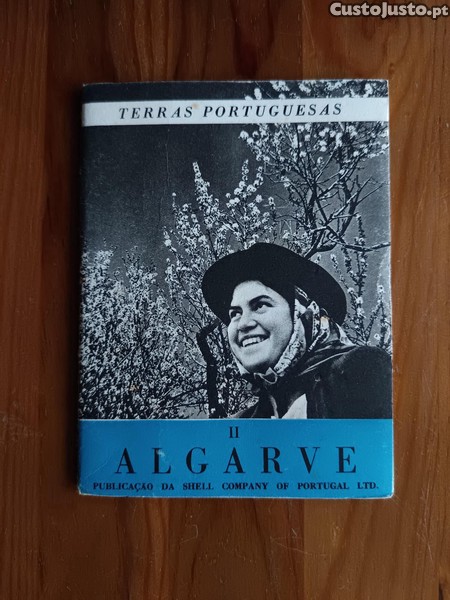 CustoJusto.pt
TERRAS PORTUGUESAS
II
ALGARVE
PUBLICAÇÃO DA SHELL COMPANY OF PORTUGAL LTD.